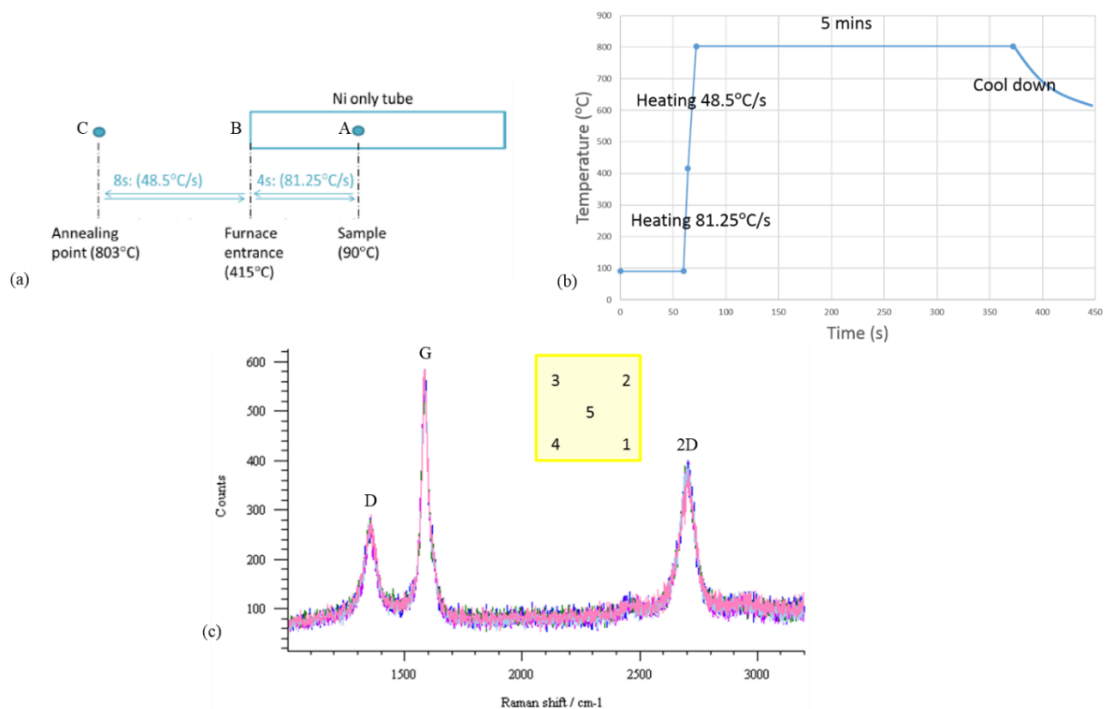 Ni only tube
C
B
A
8s: (48.5°C/s)
4s: (81.25°C/s)
Annealing
point (803°C)
Furnace
entrance
(415°C)
Sample
(90°C)
(a)
900
800
700
600
500
400
300
200
100
0
Temperature (°C)
5 mins
Heating 48.5°C/s
Cool down
Heating 81.25°C/s
0 50 100 150 200 250 300 350 400 450
Time (s)
(b)
600
500
400
300
200
100
Counts
G
D
2D
3 2
5
4 1
1500 2000 2500 3000
Raman shift / cm-1
(c)